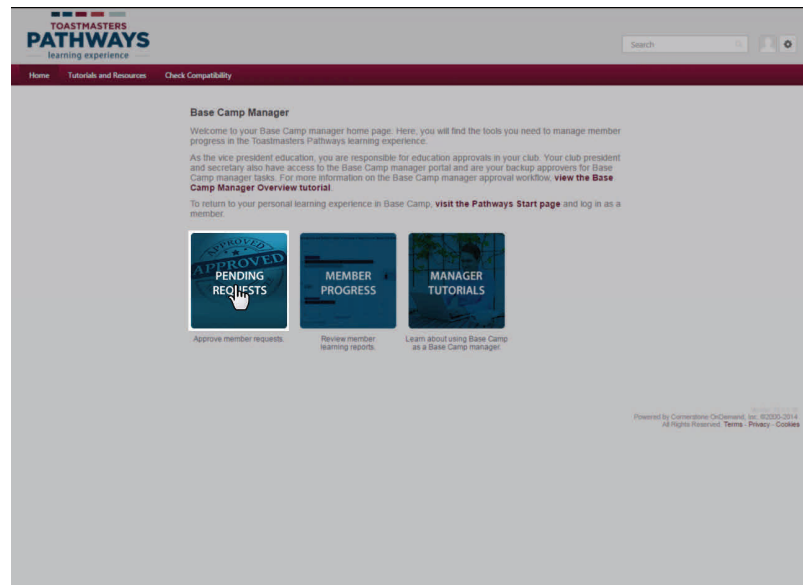 TOASTMASTERS
PATHWAYS
learning experience
Search
Home Tutorials and Resources Check Compatibility
Base Camp Manager
Welcome to your Base Camp manager home page. Here, you will find the tools you need to manage member
progress in the Toastmasters Pathways learning experience.
As the vice president education, you are responsible for education approvals in your club. Your club president
and secretary also have access to the Base Camp manager portal and are your backup approvers for Base
Camp manager tasks. For more information on the Base Camp manager approval workflow, view the Base
Camp Manager Overview tutorial.
To return to your personal learning experience in Base Camp, visit the Pathways Start page and log in as a
member.
APPROVED
APPROVED
PENDING
REQUESTS
MEMBER
PROGRESS
MANAGER
TUTORIALS
Approve member requests.
Review member
learning reports.
Learn about using Base Camp
as a Base Camp manager.
Powered by Cornerstone OnDemand, Inc. ©2000-2014
All Rights Reserved. Terms - Privacy - Cookies